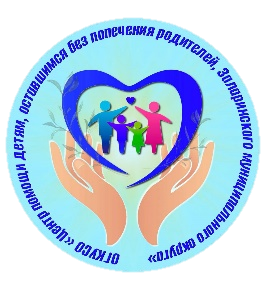 ОГКУСО «Центр помощи детям, оставшимся без попечения родителей, Заларинского муниципального округа»